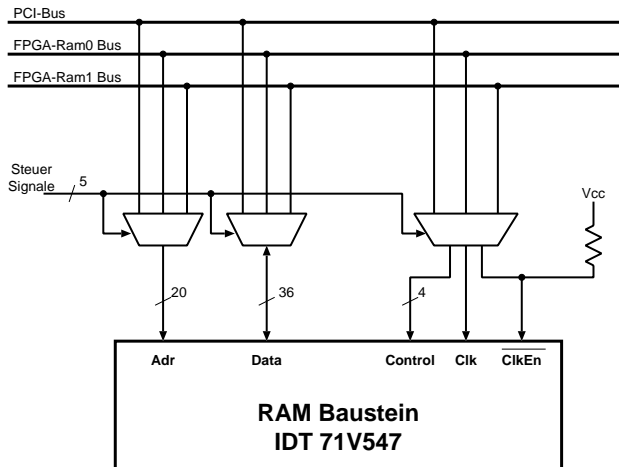 PCI-Bus
FPGA-Ram0 Bus
FPGA-Ram1 Bus
Steuer
Signale
5
Vcc
20
36
4
Adr
Data
Control
Clk
ClkEn
RAM Baustein
IDT 71V547